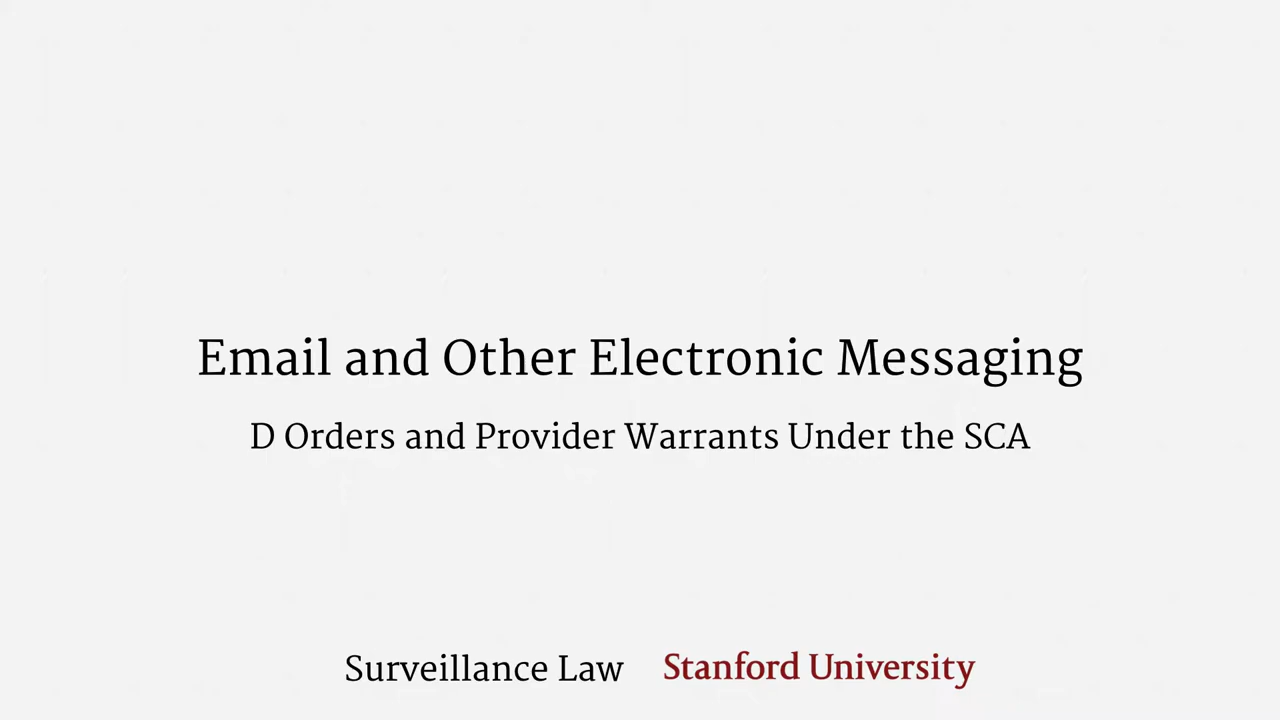 Email and Other Electronic Messaging
D Orders and Provider Warrants Under the SCA
Surveillance Law Stanford University